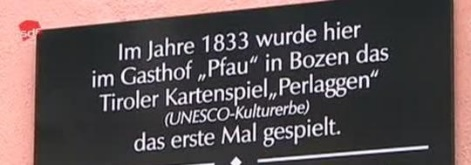 Im Jahre 1833 wurde hier
im Gasthof „Pfau“ in Bozen das
Tiroler Kartenspiel„Perlaggen“
(UNESCO-Kulturerbe)
das erste Mal gespielt.